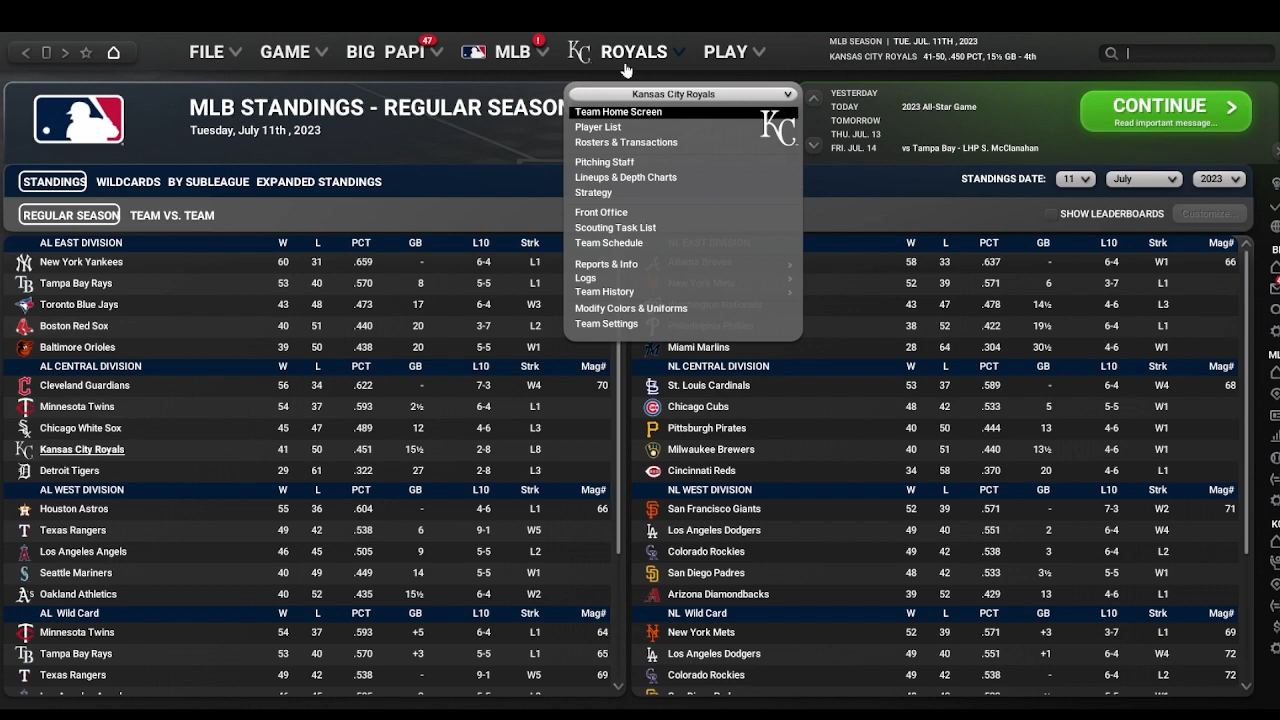 FILE GAME BIG PAPI 47 MLB ! ROYALS PLAY
MLB SEASON | TUE. JUL. 11TH , 2023
KANSAS CITY ROYALS 41-50, .450 PCT, 15½ GB - 4th
MLB STANDINGS - REGULAR SEASON
Tuesday, July 11th , 2023
Kansas City Royals
Team Home Screen
Player List
Rosters & Transactions
Pitching Staff
Lineups & Depth Charts
Strategy
Front Office
Scouting Task List
Team Schedule
Reports & Info
Logs
Team History
Modify Colors & Uniforms
Team Settings
KC
YESTERDAY
TODAY 2023 All-Star Game
TOMORROW
THU. JUL. 13
FRI. JUL. 14 vs Tampa Bay - LHP S. McClanahan
CONTINUE
Read important message...
STANDINGS WILDCARDS BY SUBLEAGUE EXPANDED STANDINGS
STANDINGS DATE: 11 July 2023
REGULAR SEASON TEAM VS. TEAM
SHOW LEADERBOARDS Customize...
AL EAST DIVISION W L PCT GB L10 Strk
New York Yankees 60 31 .659 - 6-4 L1
Tampa Bay Rays 53 40 .570 8 5-5 L1
Toronto Blue Jays 43 48 .473 17 6-4 W3
Boston Red Sox 40 51 .440 20 3-7 L2
Baltimore Orioles 39 50 .438 20 5-5 W1
AL CENTRAL DIVISION W L PCT GB L10 Strk Mag#
Cleveland Guardians 56 34 .622 - 7-3 W4 70
Minnesota Twins 54 37 .593 2½ 6-4 L1
Chicago White Sox 45 47 .489 12 4-6 L3
Kansas City Royals 41 50 .451 15½ 2-8 L8
Detroit Tigers 29 61 .322 27 2-8 L3
AL WEST DIVISION W L PCT GB L10 Strk Mag#
Houston Astros 55 36 .604 - 4-6 L1 66
Texas Rangers 49 42 .538 6 9-1 W5
Los Angeles Angels 46 45 .505 9 5-5 L2
Seattle Mariners 40 49 .449 14 5-5 W1
Oakland Athletics 40 52 .435 15½ 6-4 W2
AL Wild Card W L PCT GB L10 Strk Mag#
Minnesota Twins 54 37 .593 +5 6-4 L1 64
Tampa Bay Rays 53 40 .570 +3 5-5 L1 65
Texas Rangers 49 42 .538 - 9-1 W5 69
NL EAST DIVISION W L PCT GB L10 Strk Mag#
Atlanta Braves 58 33 .637 - 6-4 W1 66
New York Mets 52 39 .571 6 3-7 L1
Washington Nationals 43 47 .478 14½ 4-6 L3
Philadelphia Phillies 38 52 .422 19½ 4-6 L1
Miami Marlins 28 64 .304 30½ 4-6 W1
NL CENTRAL DIVISION W L PCT GB L10 Strk Mag#
St. Louis Cardinals 53 37 .589 - 6-4 W4 68
Chicago Cubs 48 42 .533 5 5-5 W1
Pittsburgh Pirates 40 50 .444 13 4-6 W1
Milwaukee Brewers 40 51 .440 13½ 4-6 W1
Cincinnati Reds 34 58 .370 20 4-6 L1
NL WEST DIVISION W L PCT GB L10 Strk Mag#
San Francisco Giants 52 39 .571 - 7-3 W2 71
Los Angeles Dodgers 49 40 .551 2 6-4 W4
Colorado Rockies 49 42 .538 3 6-4 L2
San Diego Padres 48 42 .533 3½ 6-4 W1
Arizona Diamondbacks 39 52 .429 13 4-6 L1
NL Wild Card W L PCT GB L10 Strk Mag#
New York Mets 52 39 .571 +3 3-7 L1 69
Los Angeles Dodgers 49 40 .551 +1 6-4 W4 72
Colorado Rockies 49 42 .538 - 6-4 L2 72